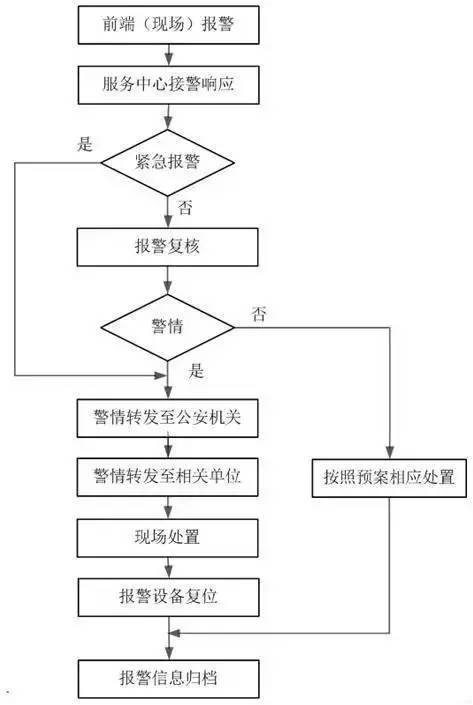 前端（现场）报警
服务中心接警响应
是
紧急报警
否
报警复核
警情
否
是
警情转发至公安机关
警情转发至相关单位
按照预案相应处置
现场处置
报警设备复位
报警信息归档